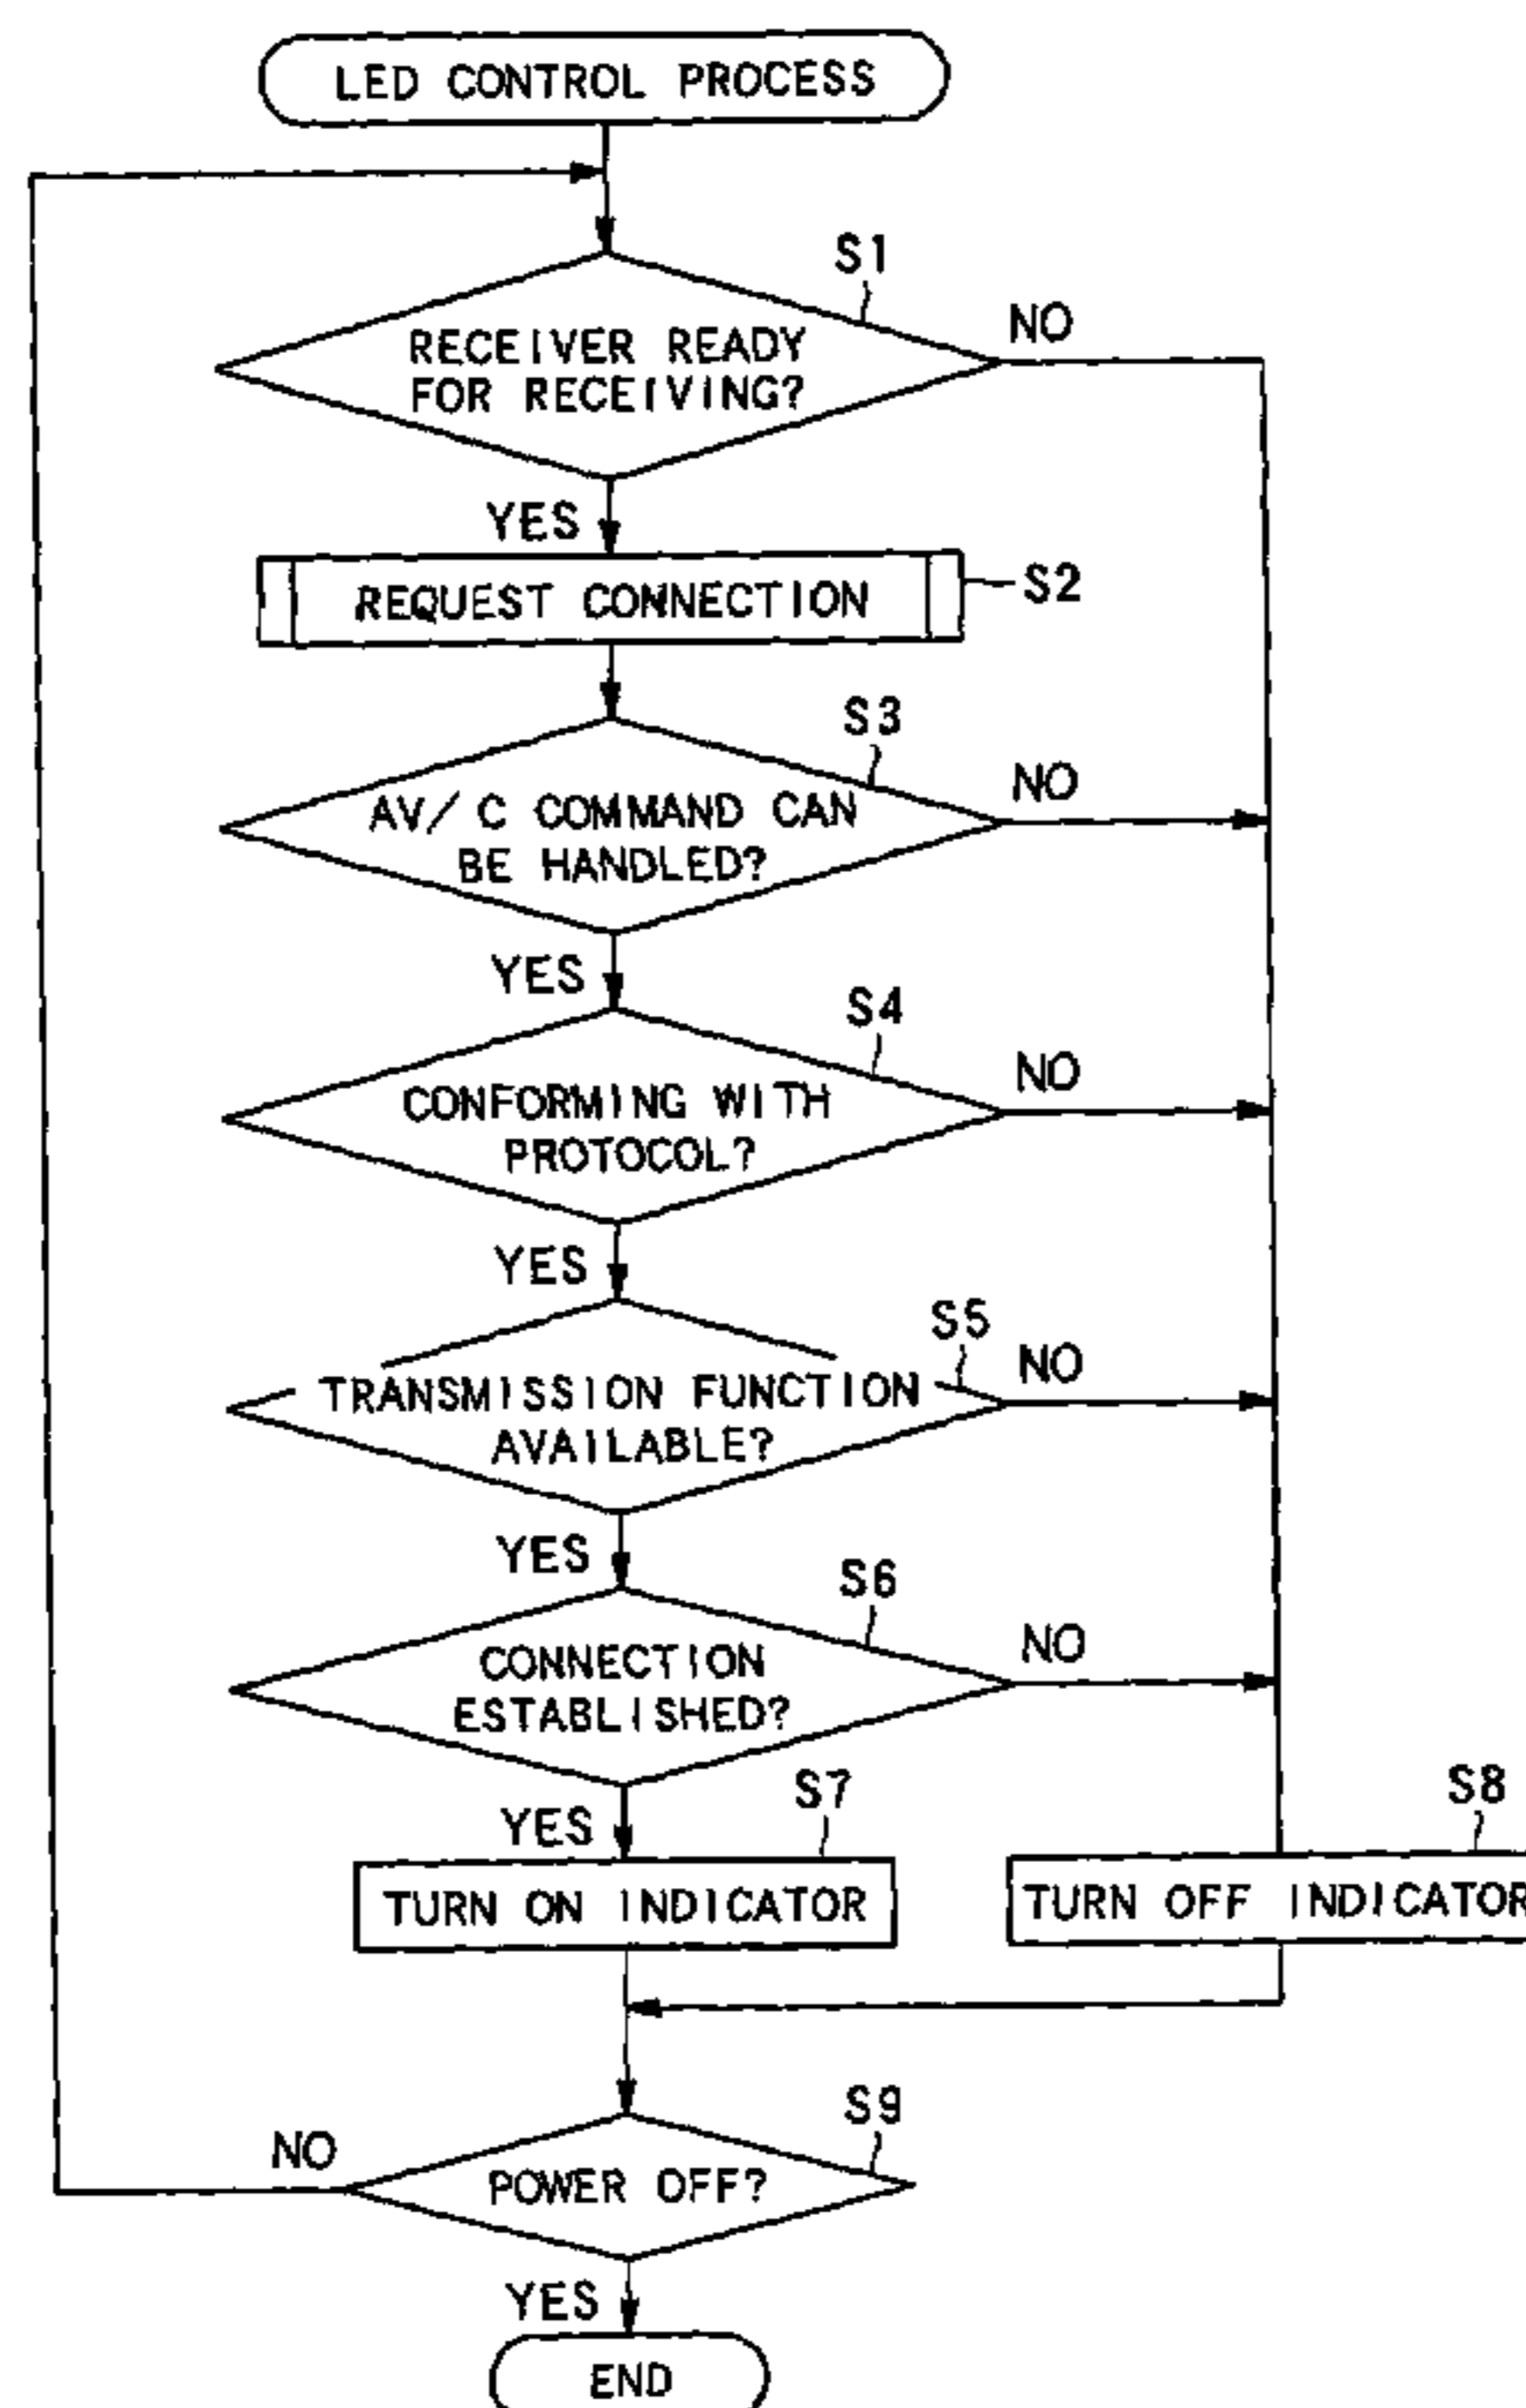 LED CONTROL PROCESS
S1
NO
RECEIVER READY
FOR RECEIVING?
YES
REQUEST CONNECTION
S2
S3
NO
AV/C COMMAND CAN
BE HANDLED?
YES
S4
NO
CONFORMING WITH
PROTOCOL?
YES
S5
NO
TRANSMISSION FUNCTION
AVAILABLE?
YES
S6
NO
CONNECTION
ESTABLISHED?
YES
S7
S8
TURN ON INDICATOR
TURN OFF INDICATOR
S9
NO
POWER OFF?
YES
END